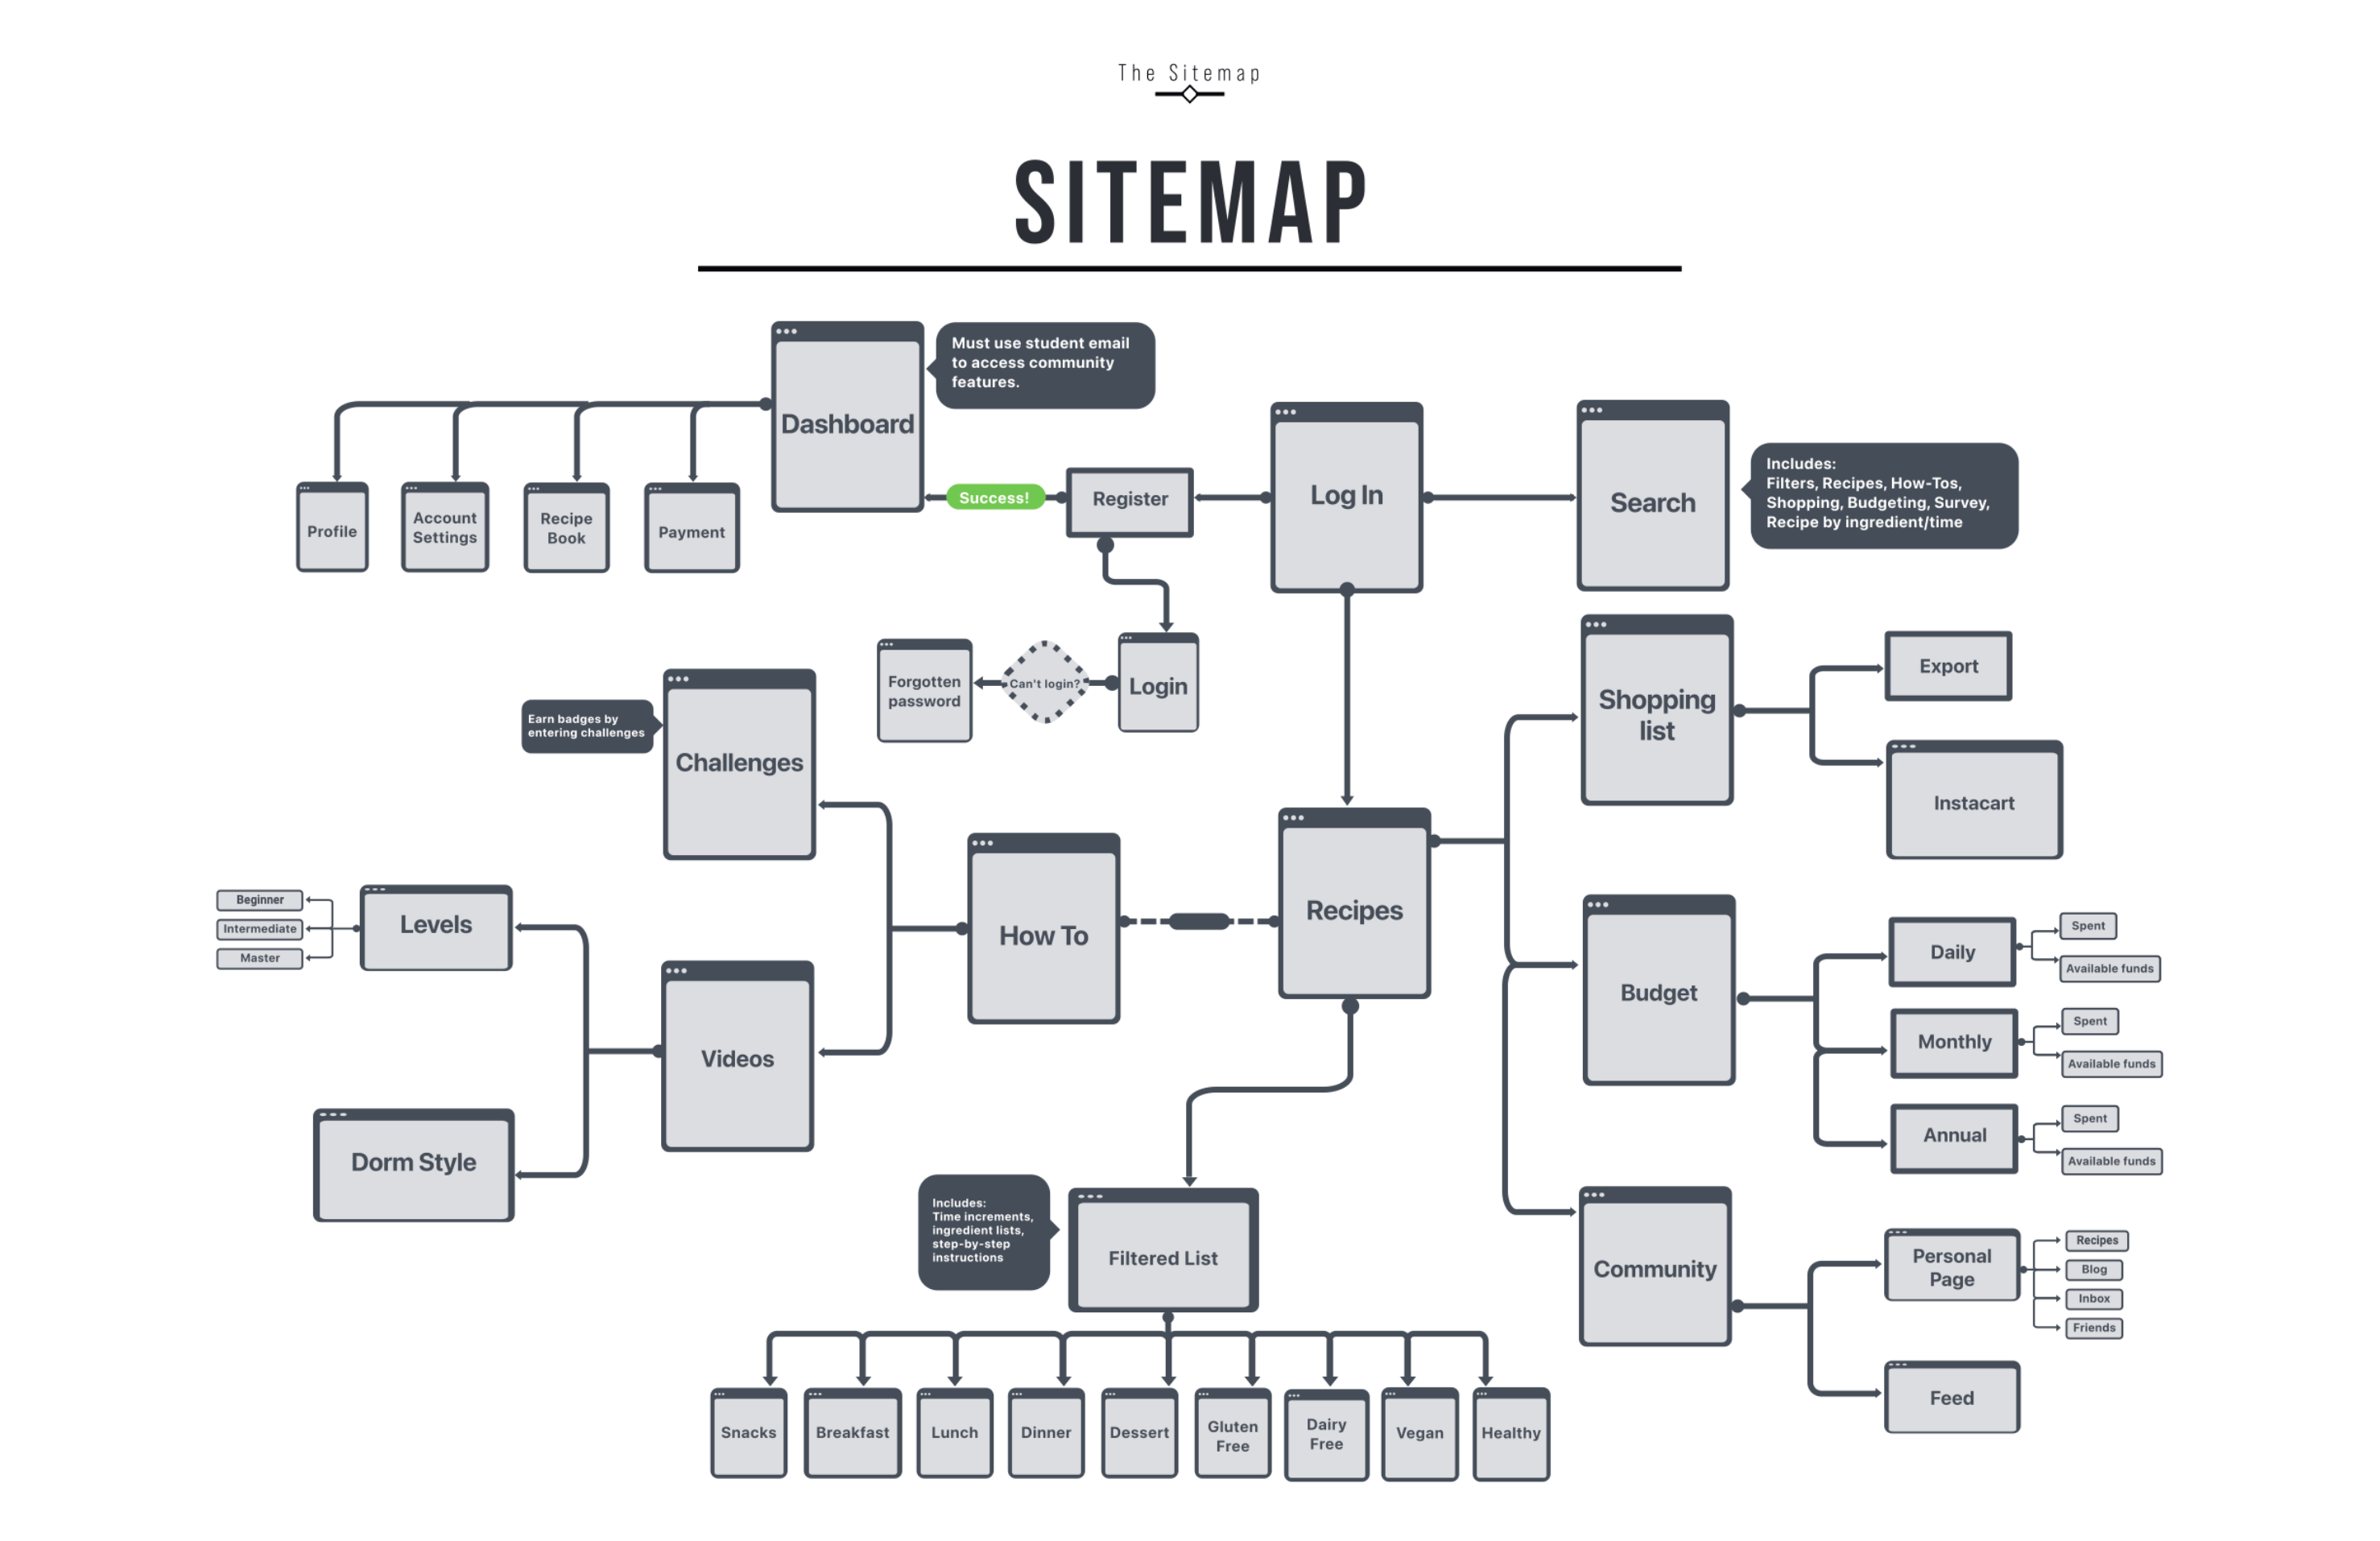 The Sitemap
SITEMAP
Dashboard
Must use student email
to access community
features.
Profile
Account
Settings
Recipe
Book
Payment
Success!
Register
Log In
Search
Includes:
Filters, Recipes, How-Tos,
Shopping, Budgeting, Survey,
Recipe by ingredient/time
Forgotten
password
Can't login?
Login
Earn badges by
entering challenges
Challenges
Shopping
list
Export
Instacart
Beginner
Intermediate
Master
Levels
How To
Recipes
Videos
Dorm Style
Budget
Daily
Spent
Available funds
Monthly
Spent
Available funds
Annual
Spent
Available funds
Includes:
Time increments,
ingredient lists,
step-by-step
instructions
Filtered List
Community
Personal
Page
Recipes
Blog
Inbox
Friends
Feed
Snacks
Breakfast
Lunch
Dinner
Dessert
Gluten
Free
Dairy
Free
Vegan
Healthy